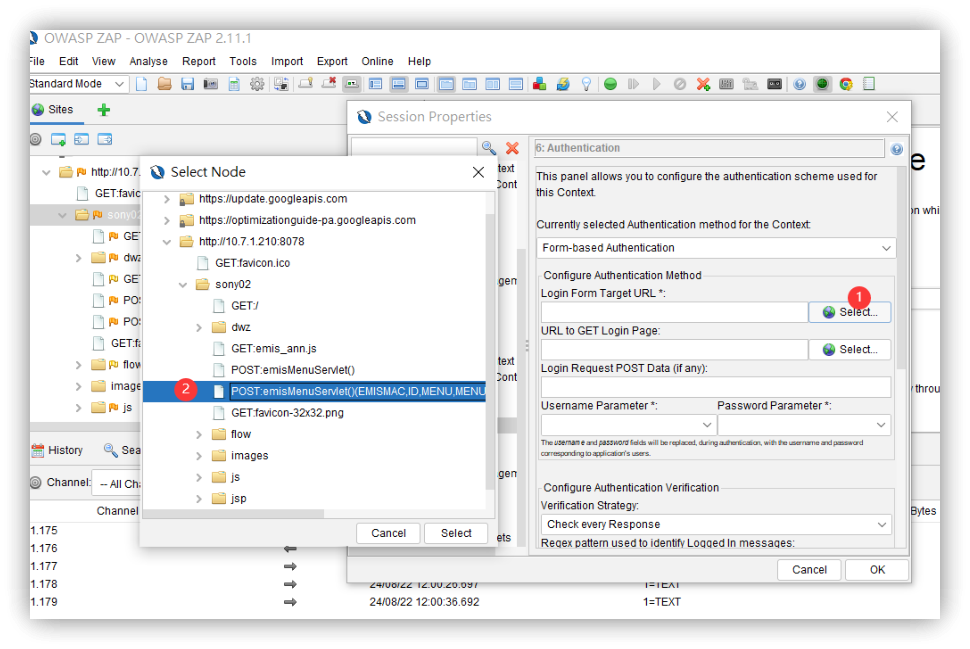 OWASP ZAP - OWASP ZAP 2.11.1
File Edit View Analyse Report Tools Import Export Online Help
Standard Mode
Sites
http://10.7.
GET:favic
sony02
GE
dwz
GE
PO
PO
GET:fa
flow
image
js
History
Sea
Channel:
-- All Cha
Channel
Bytes
1.175
1.176
1.177
1.178
24/08/22 12:00:26.697
1=TEXT
1.179
24/08/22 12:00:36.692
1=TEXT
Session Properties
6: Authentication
This panel allows you to configure the authentication scheme used for
this Context.
Currently selected Authentication method for the Context:
Form-based Authentication
Configure Authentication Method
Login Form Target URL *:
1
Select...
URL to GET Login Page:
Select...
Login Request POST Data (if any):
Username Parameter *:
Password Parameter *:
The username and password fields will be replaced, during authentication, with the username and password
corresponding to application's users.
Configure Authentication Verification
Verification Strategy:
Check every Response
Regex pattern used to identify Logged In messages:
Cancel
OK
Select Node
https://update.googleapis.com
https://optimizationguide-pa.googleapis.com
http://10.7.1.210:8078
GET:favicon.ico
sony02
GET:/
dwz
GET:emis_ann.js
POST:emisMenuServlet()
2
POST:emisMenuServlet()(EMISMAC,ID,MENU,MENU
GET:favicon-32x32.png
flow
images
js
jsp
Cancel
Select
text
Cont
gem
text
Cont
gem
ets
e
n whi
throu